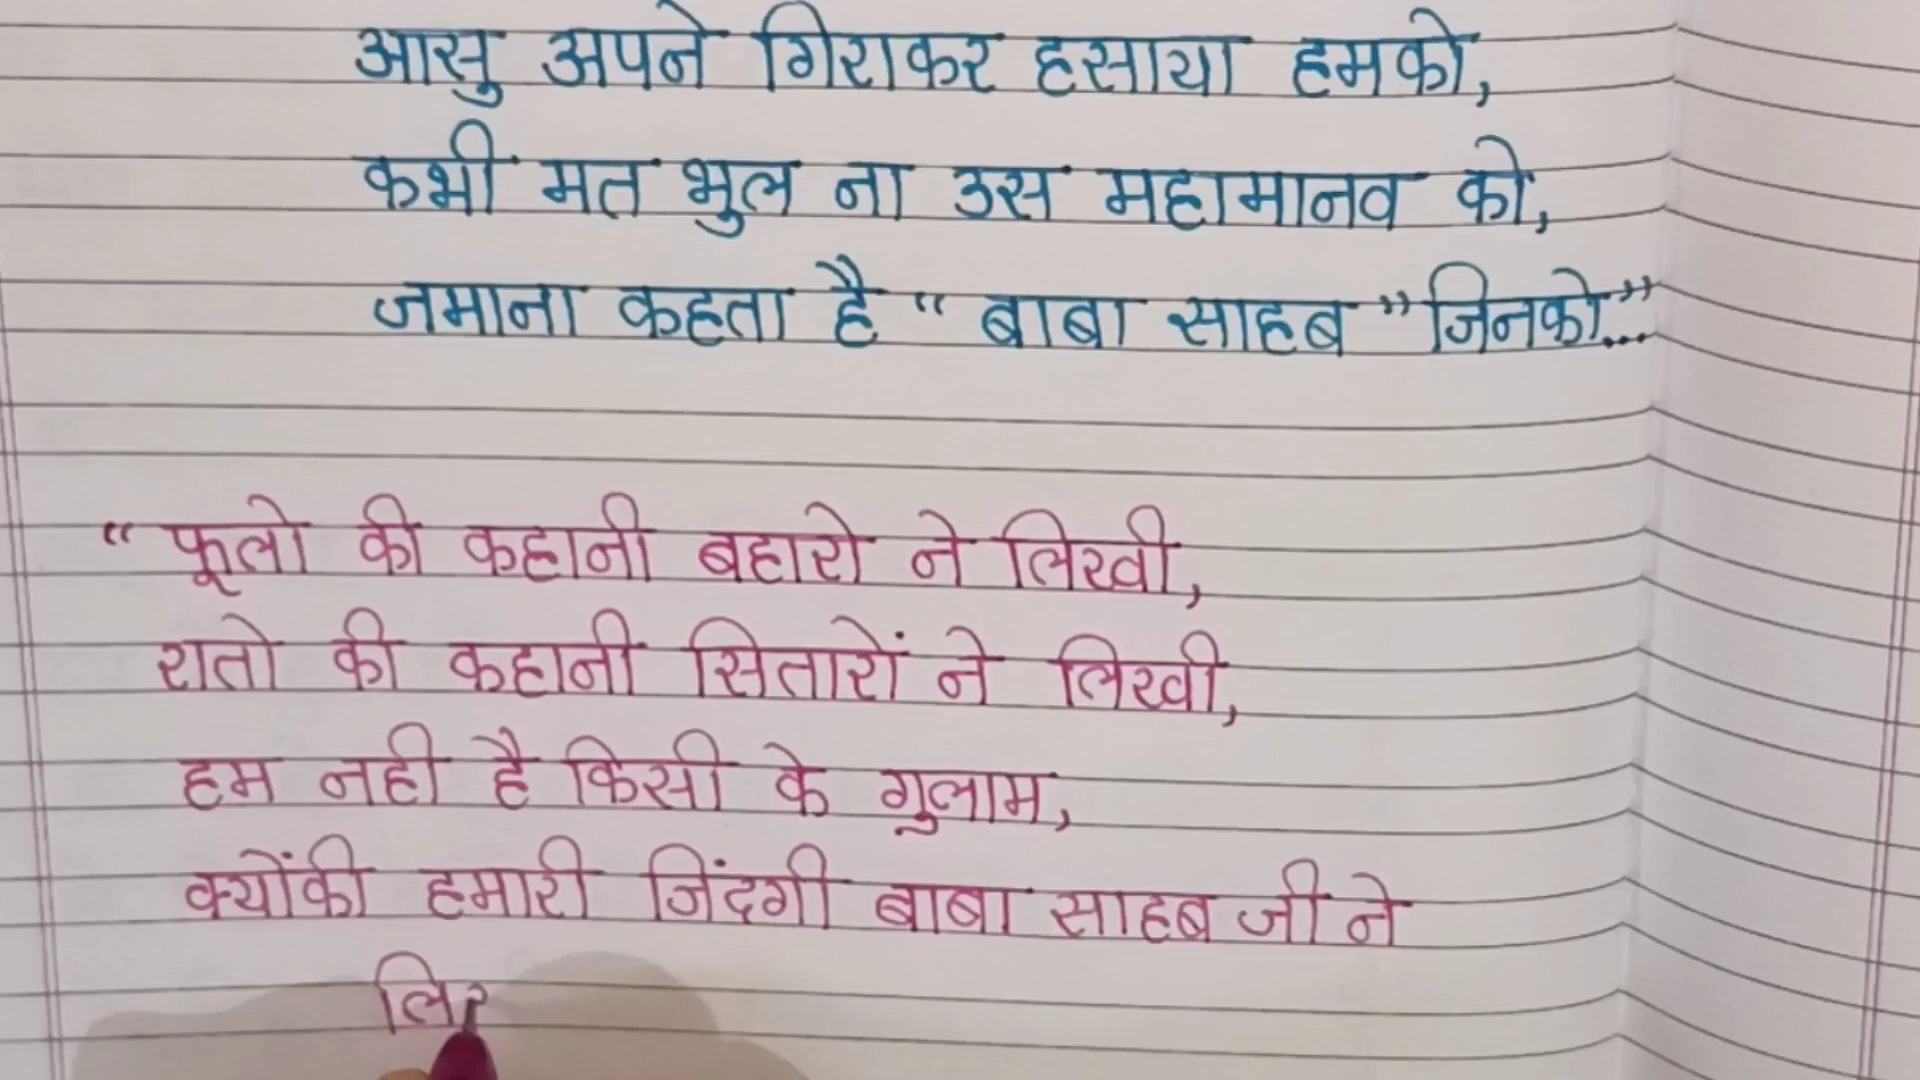 आसु अपने गिराकर हसाया हमको,
कभी मत भुल ना उस महामानव को,
जमाना कहता है “ बाबा साहब ” जिनको...”
“ फूलो की कहानी बहारो ने लिखी,
रातो की कहानी सितारों ने लिखी,
हम नही है किसी के गुलाम,
क्योंकी हमारी जिंदगी बाबा साहब जी ने